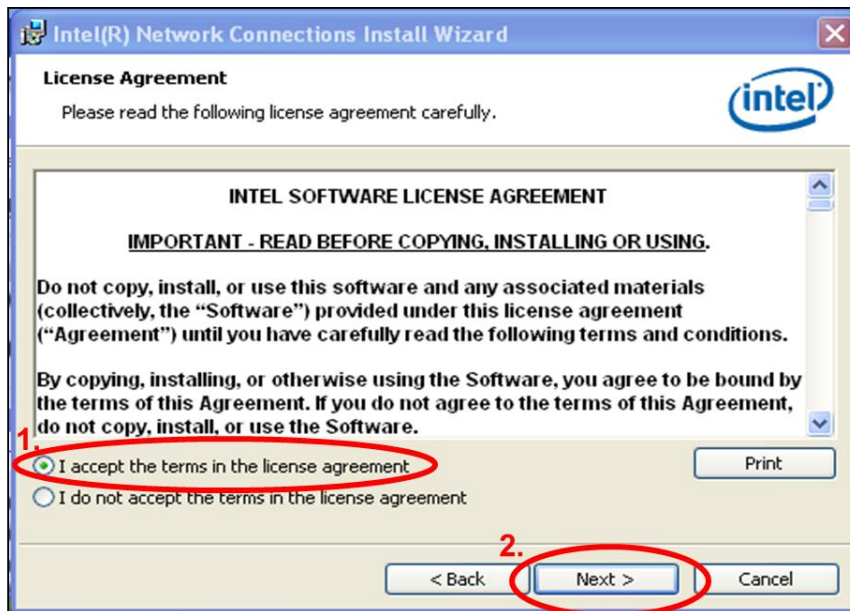 Intel(R) Network Connections Install Wizard
License Agreement
Please read the following license agreement carefully.
intel
INTEL SOFTWARE LICENSE AGREEMENT
IMPORTANT - READ BEFORE COPYING, INSTALLING OR USING.
Do not copy, install, or use this software and any associated materials
(collectively, the “Software”) provided under this license agreement
(“Agreement”) until you have carefully read the following terms and conditions.
By copying, installing, or otherwise using the Software, you agree to be bound by
the terms of this Agreement. If you do not agree to the terms of this Agreement,
do not copy, install, or use the Software.
1.
I accept the terms in the license agreement
Print
I do not accept the terms in the license agreement
2.
< Back
Next >
Cancel